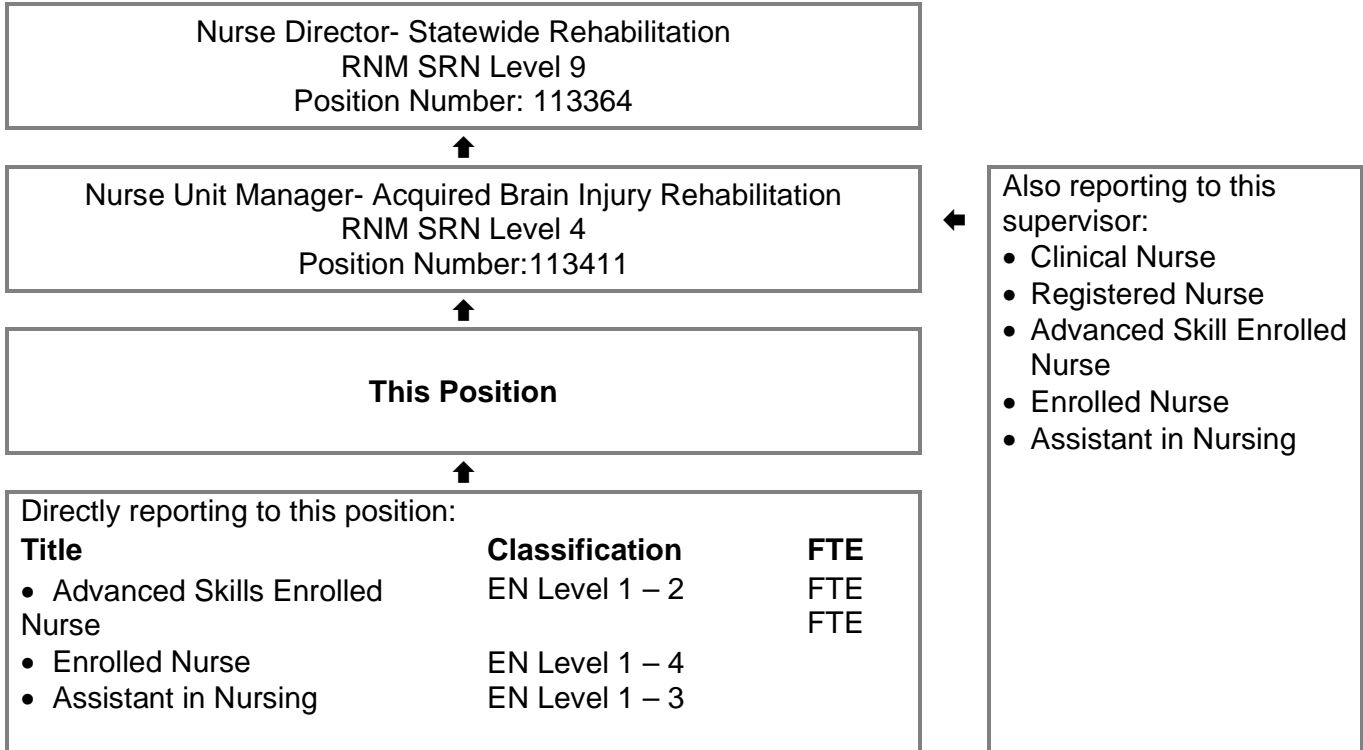 Nurse Director- Statewide Rehabilitation
RNM SRN Level 9
Position Number: 113364
Nurse Unit Manager- Acquired Brain Injury Rehabilitation
RNM SRN Level 4
Position Number:113411
Also reporting to this
supervisor:
• Clinical Nurse
• Registered Nurse
• Advanced Skill Enrolled
Nurse
• Enrolled Nurse
• Assistant in Nursing
This Position
Directly reporting to this position:
Title Classification FTE
• Advanced Skills Enrolled EN Level 1 – 2 FTE
Nurse FTE
• Enrolled Nurse EN Level 1 – 4
• Assistant in Nursing EN Level 1 – 3